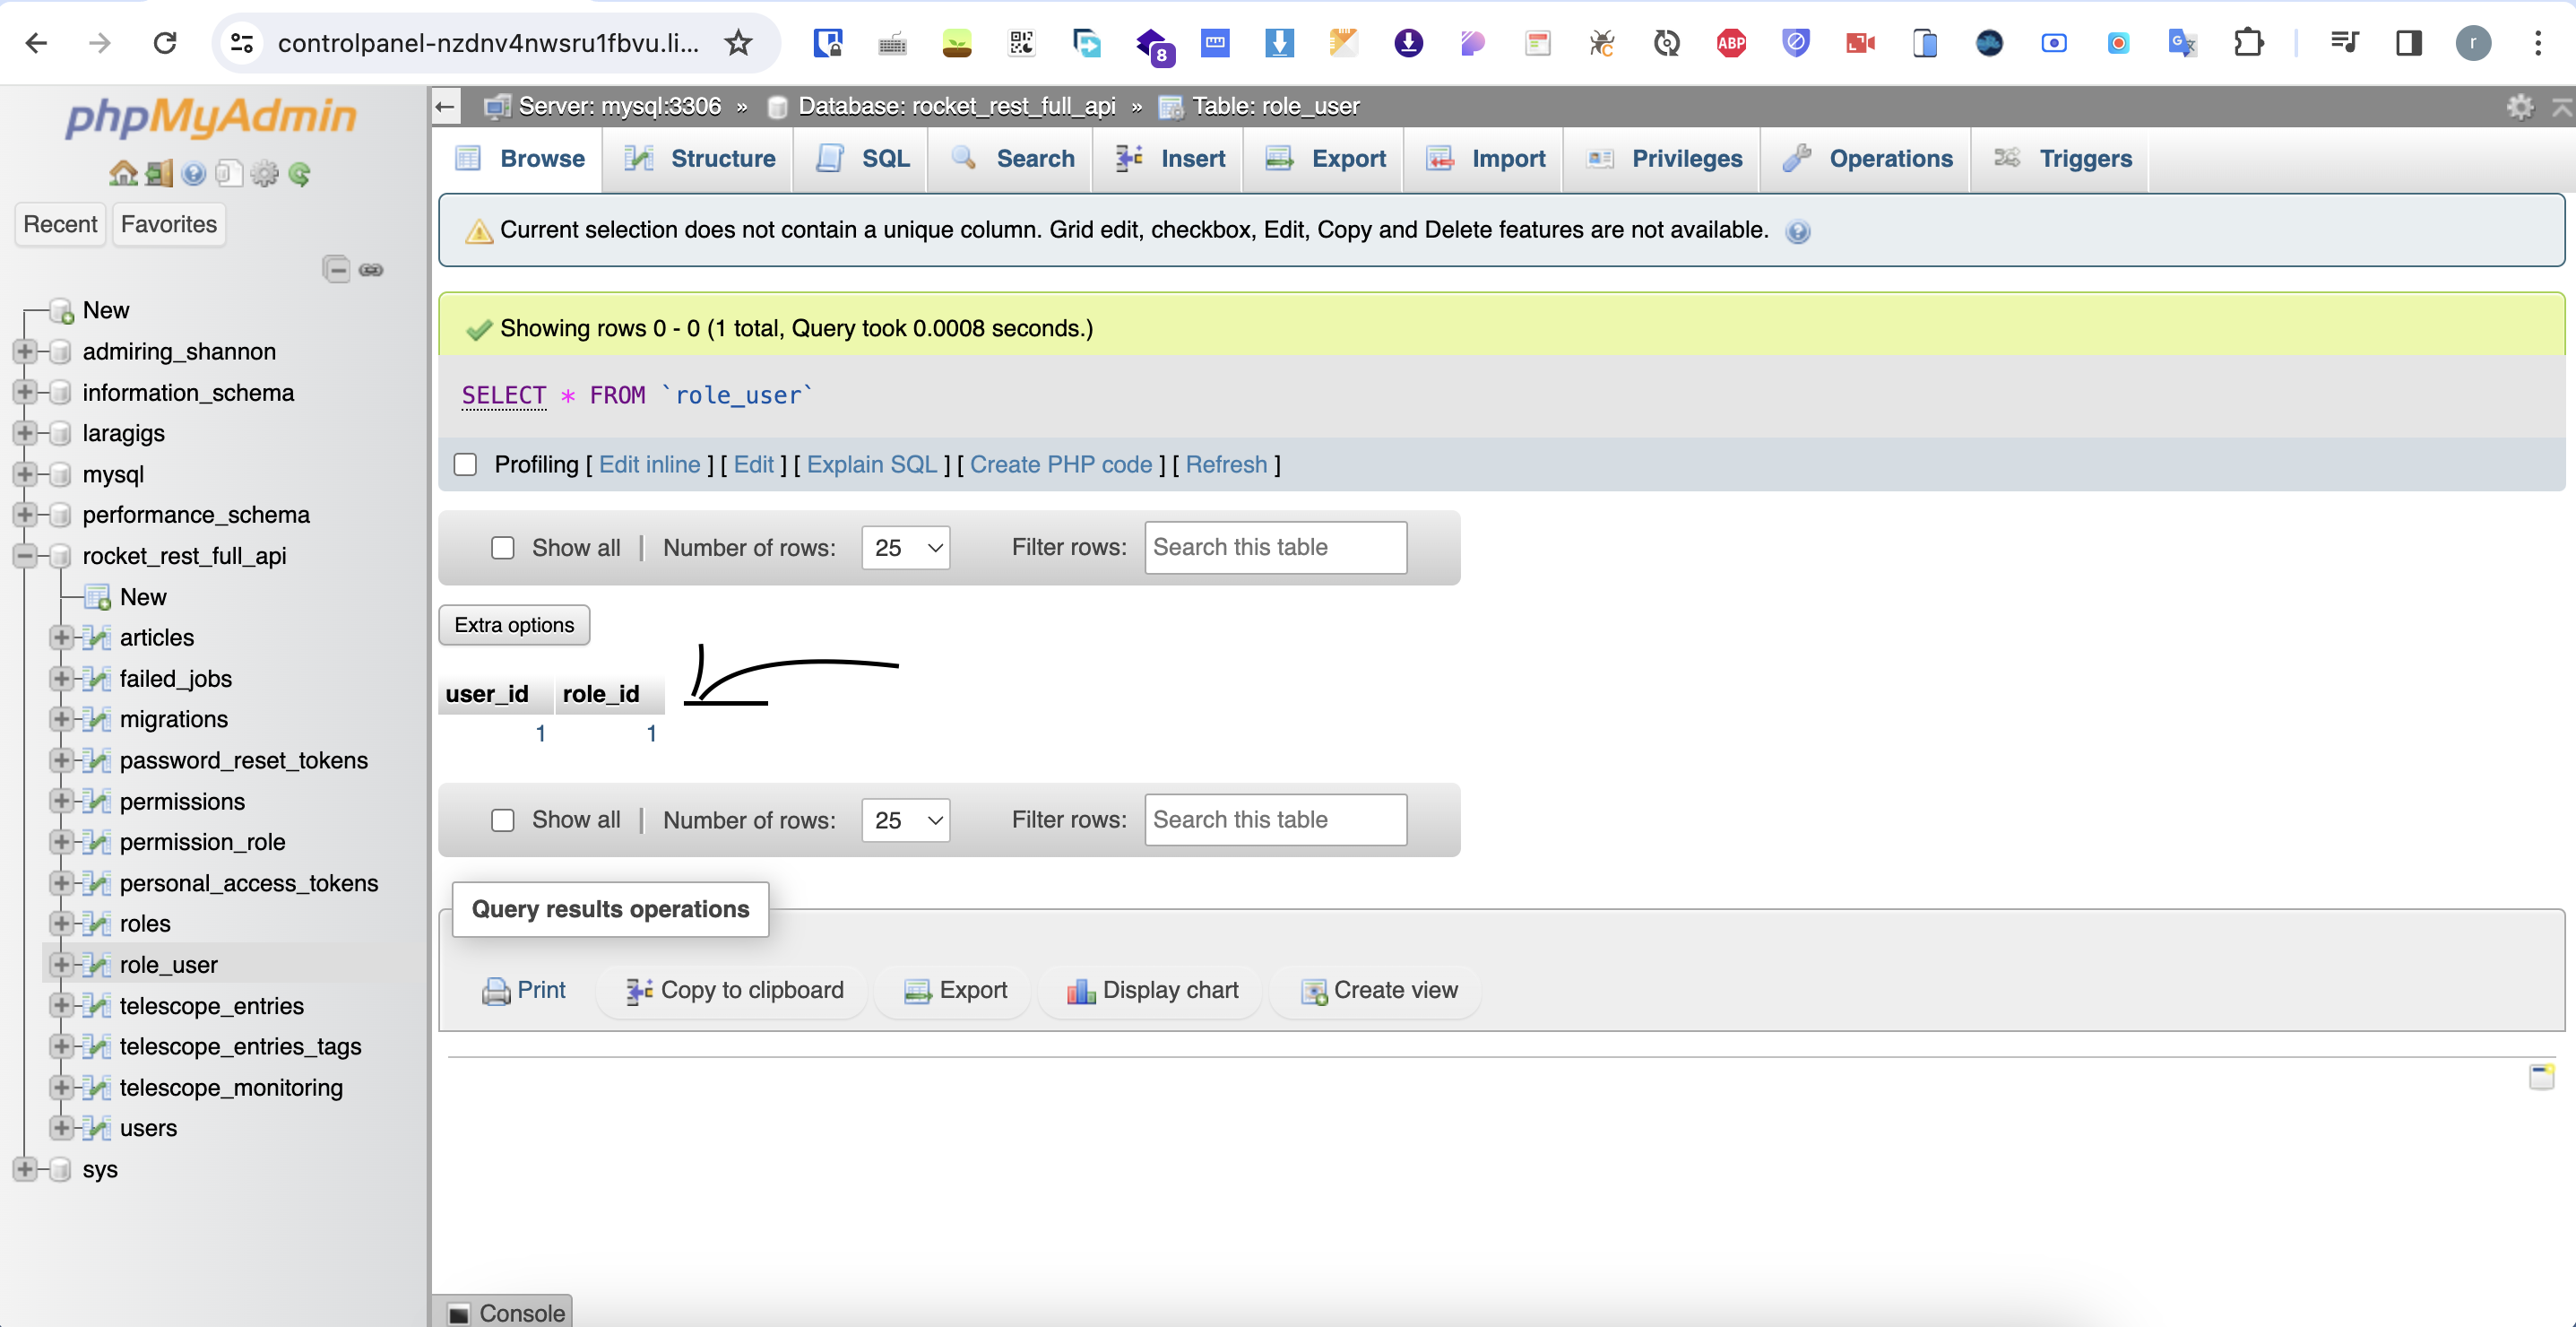 controlpanel-nzdnv4nwsru1fbvu.li...
8
ABP
r
phpMyAdmin
Recent Favorites
New
admiring_shannon
information_schema
laragigs
mysql
performance_schema
rocket_rest_full_api
New
articles
failed_jobs
migrations
password_reset_tokens
permissions
permission_role
personal_access_tokens
roles
role_user
telescope_entries
telescope_entries_tags
telescope_monitoring
users
sys
Server: mysql:3306 » Database: rocket_rest_full_api » Table: role_user
Browse Structure SQL Search Insert Export Import Privileges Operations Triggers
Current selection does not contain a unique column. Grid edit, checkbox, Edit, Copy and Delete features are not available.
Showing rows 0 - 0 (1 total, Query took 0.0008 seconds.)
SELECT * FROM `role_user`
Profiling [ Edit inline ] [ Edit ] [ Explain SQL ] [ Create PHP code ] [ Refresh ]
Show all | Number of rows: 25 Filter rows: Search this table
Extra options
user_id role_id
1 1
Show all | Number of rows: 25 Filter rows: Search this table
Query results operations
Print Copy to clipboard Export Display chart Create view
Console